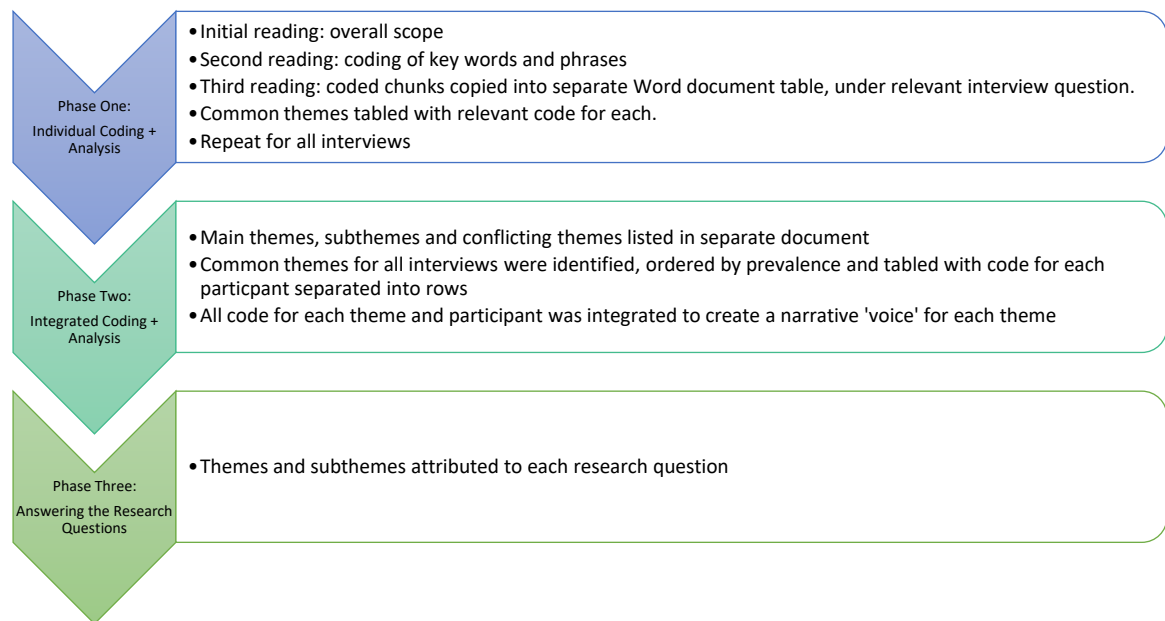 Phase One:
Individual Coding +
Analysis
•Initial reading: overall scope
•Second reading: coding of key words and phrases
•Third reading: coded chunks copied into separate Word document table, under relevant interview question.
•Common themes tabled with relevant code for each.
•Repeat for all interviews
Phase Two:
Integrated Coding +
Analysis
•Main themes, subthemes and conflicting themes listed in separate document
•Common themes for all interviews were identified, ordered by prevalence and tabled with code for each
particpant separated into rows
•All code for each theme and participant was integrated to create a narrative 'voice' for each theme
Phase Three:
Answering the Research
Questions
•Themes and subthemes attributed to each research question